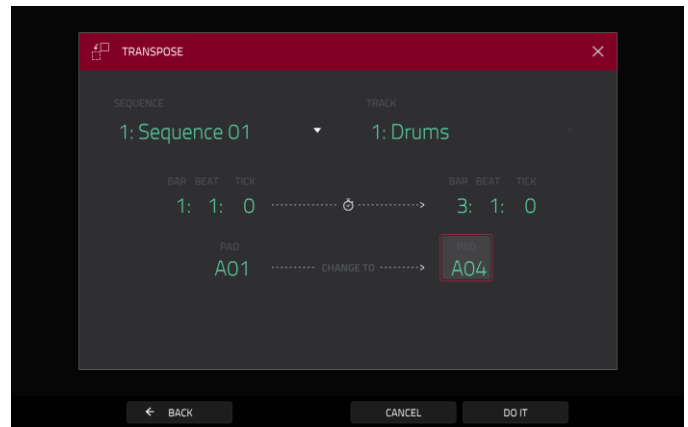 TRANSPOSE
SEQUENCE TRACK
1: Sequence 01 1: Drums
BAR BEAT TICK BAR BEAT TICK
1: 1: 0 3: 1: 0
PAD PAD
A01 CHANGE TO A04
BACK CANCEL DO IT